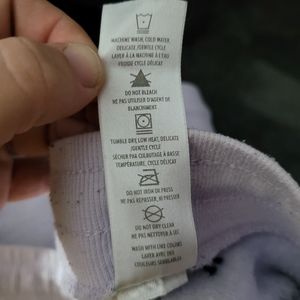 MACHINE WASH, COLD WATER,
DELICATE/GENTLE CYCLE
LAVER À LA MACHINE À L'EAU
FROIDE CYCLE DÉLICAT
DO NOT BLEACH
NE PAS UTILISER D'AGENT DE
BLANCHIMENT
TUMBLE DRY, LOW HEAT, DELICATE
/GENTLE CYCLE
SÉCHER PAR CULBUTAGE À BASSE
TEMPÉRATURE, CYCLE DÉLICAT
DO NOT IRON OR PRESS
NE PAS REPASSER, NI PRESSER
DO NOT DRY CLEAN
NE PAS NETTOYER À SEC
WASH WITH LIKE COLORS
LAVER AVEC DES
COULEURS SEMBLABLES